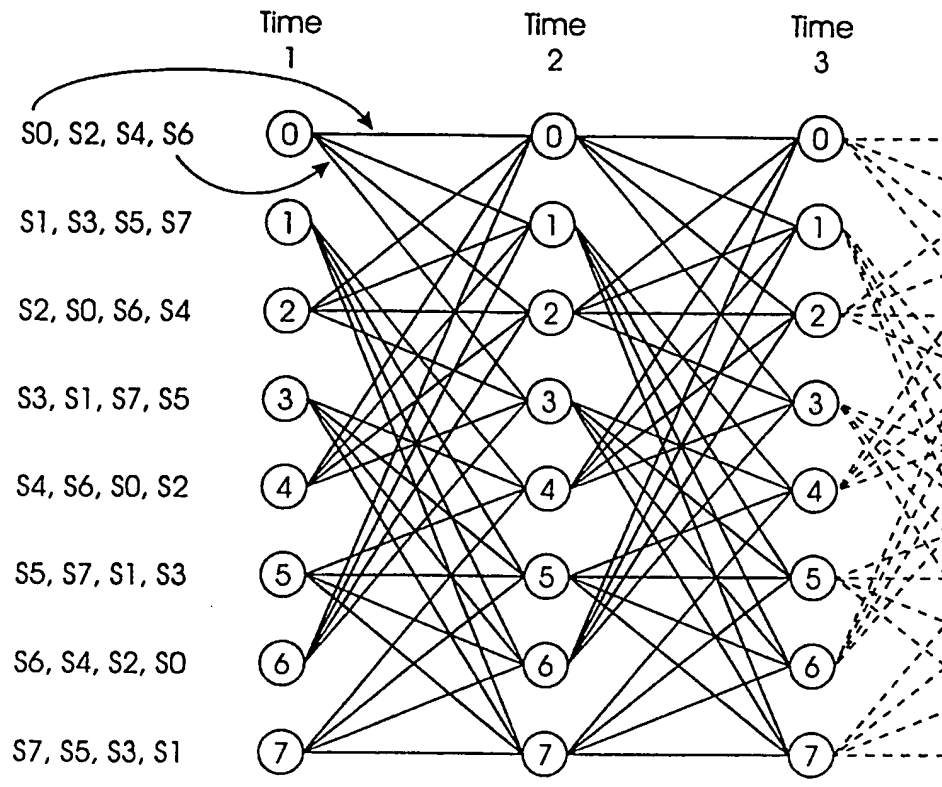 Time Time Time
1 2 3
S0, S2, S4, S6 0 0 0
S1, S3, S5, S7 1 1 1
S2, S0, S6, S4 2 2 2
S3, S1, S7, S5 3 3 3
S4, S6, S0, S2 4 4 4
S5, S7, S1, S3 5 5 5
S6, S4, S2, S0 6 6 6
S7, S5, S3, S1 7 7 7